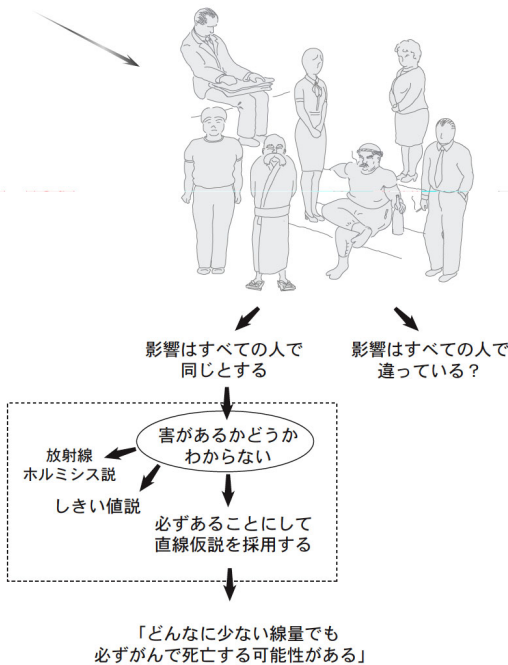 影響はすべての人で
同じとする
影響はすべての人で
違っている？
害があるかどうか
わからない
放射線
ホルミシス説
しきい値説
必ずあることにして
直線仮説を採用する
「どんなに少ない線量でも
必ずがんで死亡する可能性がある」